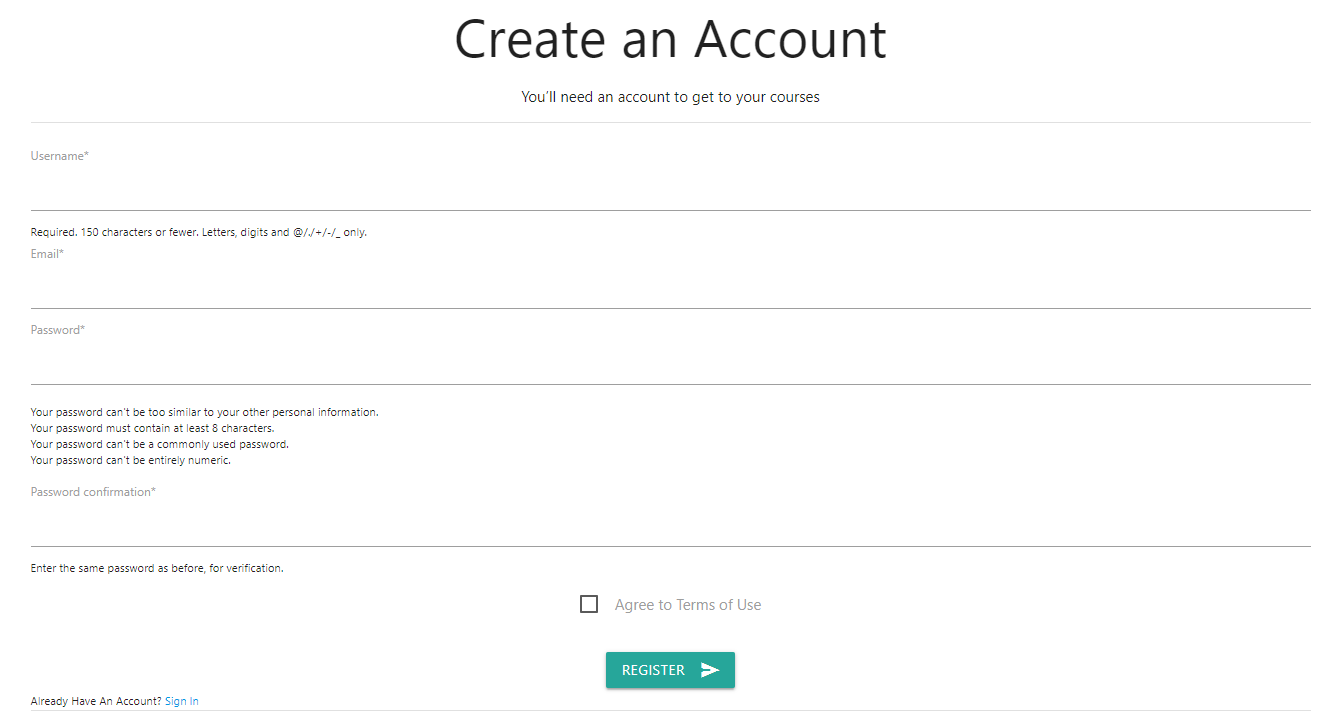 Create an Account
You'll need an account to get to your courses
Username*
Required. 150 characters or fewer. Letters, digits and @/./+/-/_ only.
Email*
Password*
Your password can't be too similar to your other personal information.
Your password must contain at least 8 characters.
Your password can't be a commonly used password.
Your password can't be entirely numeric.
Password confirmation*
Enter the same password as before, for verification.
Agree to Terms of Use
REGISTER
Already Have An Account? Sign In